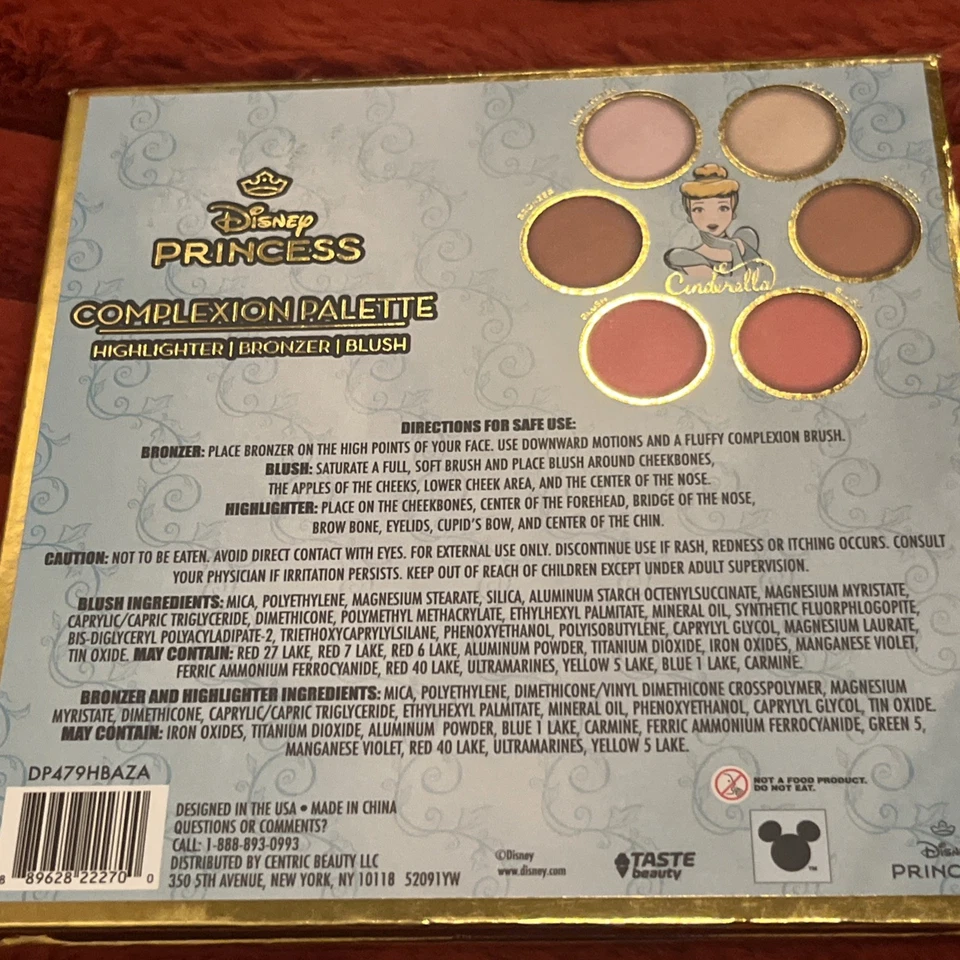 Disney
PRINCESS
COMPLEXION PALETTE
HIGHLIGHTER | BRONZER | BLUSH
BRONZER
Cinderella
BLUSH
DIRECTIONS FOR SAFE USE:
BRONZER: PLACE BRONZER ON THE HIGH POINTS OF YOUR FACE. USE DOWNWARD MOTIONS AND A FLUFFY COMPLEXION BRUSH.
BLUSH: SATURATE A FULL, SOFT BRUSH AND PLACE BLUSH AROUND CHEEKBONES,
THE APPLES OF THE CHEEKS, LOWER CHEEK AREA, AND THE CENTER OF THE NOSE.
HIGHLIGHTER: PLACE ON THE CHEEKBONES, CENTER OF THE FOREHEAD, BRIDGE OF THE NOSE,
BROW BONE, EYELIDS, CUPID'S BOW, AND CENTER OF THE CHIN.
CAUTION: NOT TO BE EATEN. AVOID DIRECT CONTACT WITH EYES. FOR EXTERNAL USE ONLY. DISCONTINUE USE IF RASH, REDNESS OR ITCHING OCCURS. CONSULT
YOUR PHYSICIAN IF IRRITATION PERSISTS. KEEP OUT OF REACH OF CHILDREN EXCEPT UNDER ADULT SUPERVISION.
BLUSH INGREDIENTS: MICA, POLYETHYLENE, MAGNESIUM STEARATE, SILICA, ALUMINUM STARCH OCTENYLSUCCINATE, MAGNESIUM MYRISTATE,
CAPRYLIC/CAPRIC TRIGLYCERIDE, DIMETHICONE, POLYMETHYL METHACRYLATE, ETHYLHEXYL PALMITATE, MINERAL OIL, SYNTHETIC FLUORPHLOGOPITE,
BIS-DIGLYCERYL POLYACYLADIPATE-2, TRIETHOXYCAPRYLYLSILANE, PHENOXYETHANOL, POLYISOBUTYLENE, CAPRYLYL GLYCOL, MAGNESIUM LAURATE,
TIN OXIDE. MAY CONTAIN: RED 27 LAKE, RED 7 LAKE, RED 6 LAKE, ALUMINUM POWDER, TITANIUM DIOXIDE, IRON OXIDES, MANGANESE VIOLET,
FERRIC AMMONIUM FERROCYANIDE, RED 40 LAKE, ULTRAMARINES, YELLOW 5 LAKE, BLUE 1 LAKE, CARMINE.
BRONZER AND HIGHLIGHTER INGREDIENTS: MICA, POLYETHYLENE, DIMETHICONE/VINYL DIMETHICONE CROSSPOLYMER, MAGNESIUM
MYRISTATE, DIMETHICONE, CAPRYLIC/CAPRIC TRIGLYCERIDE, ETHYLHEXYL PALMITATE, MINERAL OIL, PHENOXYETHANOL, CAPRYLYL GLYCOL, TIN OXIDE.
MAY CONTAIN: IRON OXIDES, TITANIUM DIOXIDE, ALUMINUM POWDER, BLUE 1 LAKE, CARMINE, FERRIC AMMONIUM FERROCYANIDE, GREEN 5,
MANGANESE VIOLET, RED 40 LAKE, ULTRAMARINES, YELLOW 5 LAKE.
DP479HBAZA
NOT A FOOD PRODUCT.
DO NOT EAT.
8 89628 22270 0
DESIGNED IN THE USA • MADE IN CHINA
QUESTIONS OR COMMENTS?
CALL: 1-888-893-0993
DISTRIBUTED BY CENTRIC BEAUTY LLC
350 5TH AVENUE, NEW YORK, NY 10118 52091YW
©Disney
www.disney.com
TASTE
beauty
TM
Disn
PRINC